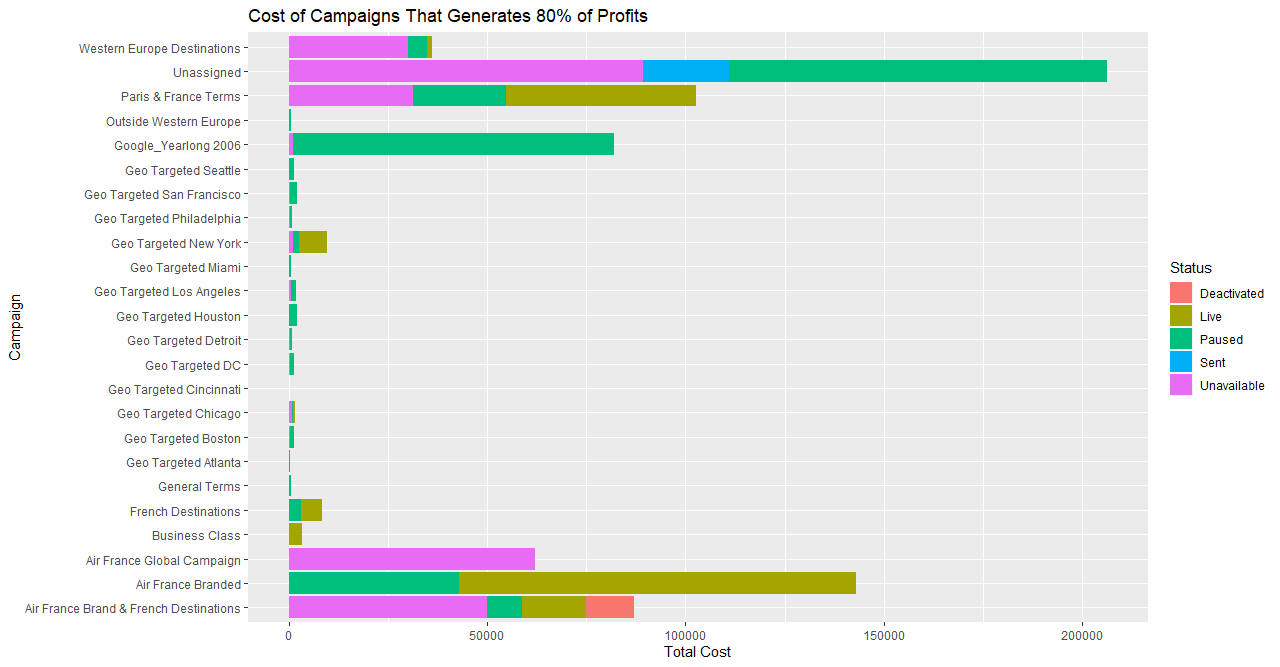 Cost of Campaigns That Generates 80% of Profits
Campaign
Western Europe Destinations
Unassigned
Paris & France Terms
Outside Western Europe
Google_Yearlong 2006
Geo Targeted Seattle
Geo Targeted San Francisco
Geo Targeted Philadelphia
Geo Targeted New York
Geo Targeted Miami
Geo Targeted Los Angeles
Geo Targeted Houston
Geo Targeted Detroit
Geo Targeted DC
Geo Targeted Cincinnati
Geo Targeted Chicago
Geo Targeted Boston
Geo Targeted Atlanta
General Terms
French Destinations
Business Class
Air France Global Campaign
Air France Branded
Air France Brand & French Destinations
0 50000 100000 150000 200000
Total Cost
Status
Deactivated
Live
Paused
Sent
Unavailable